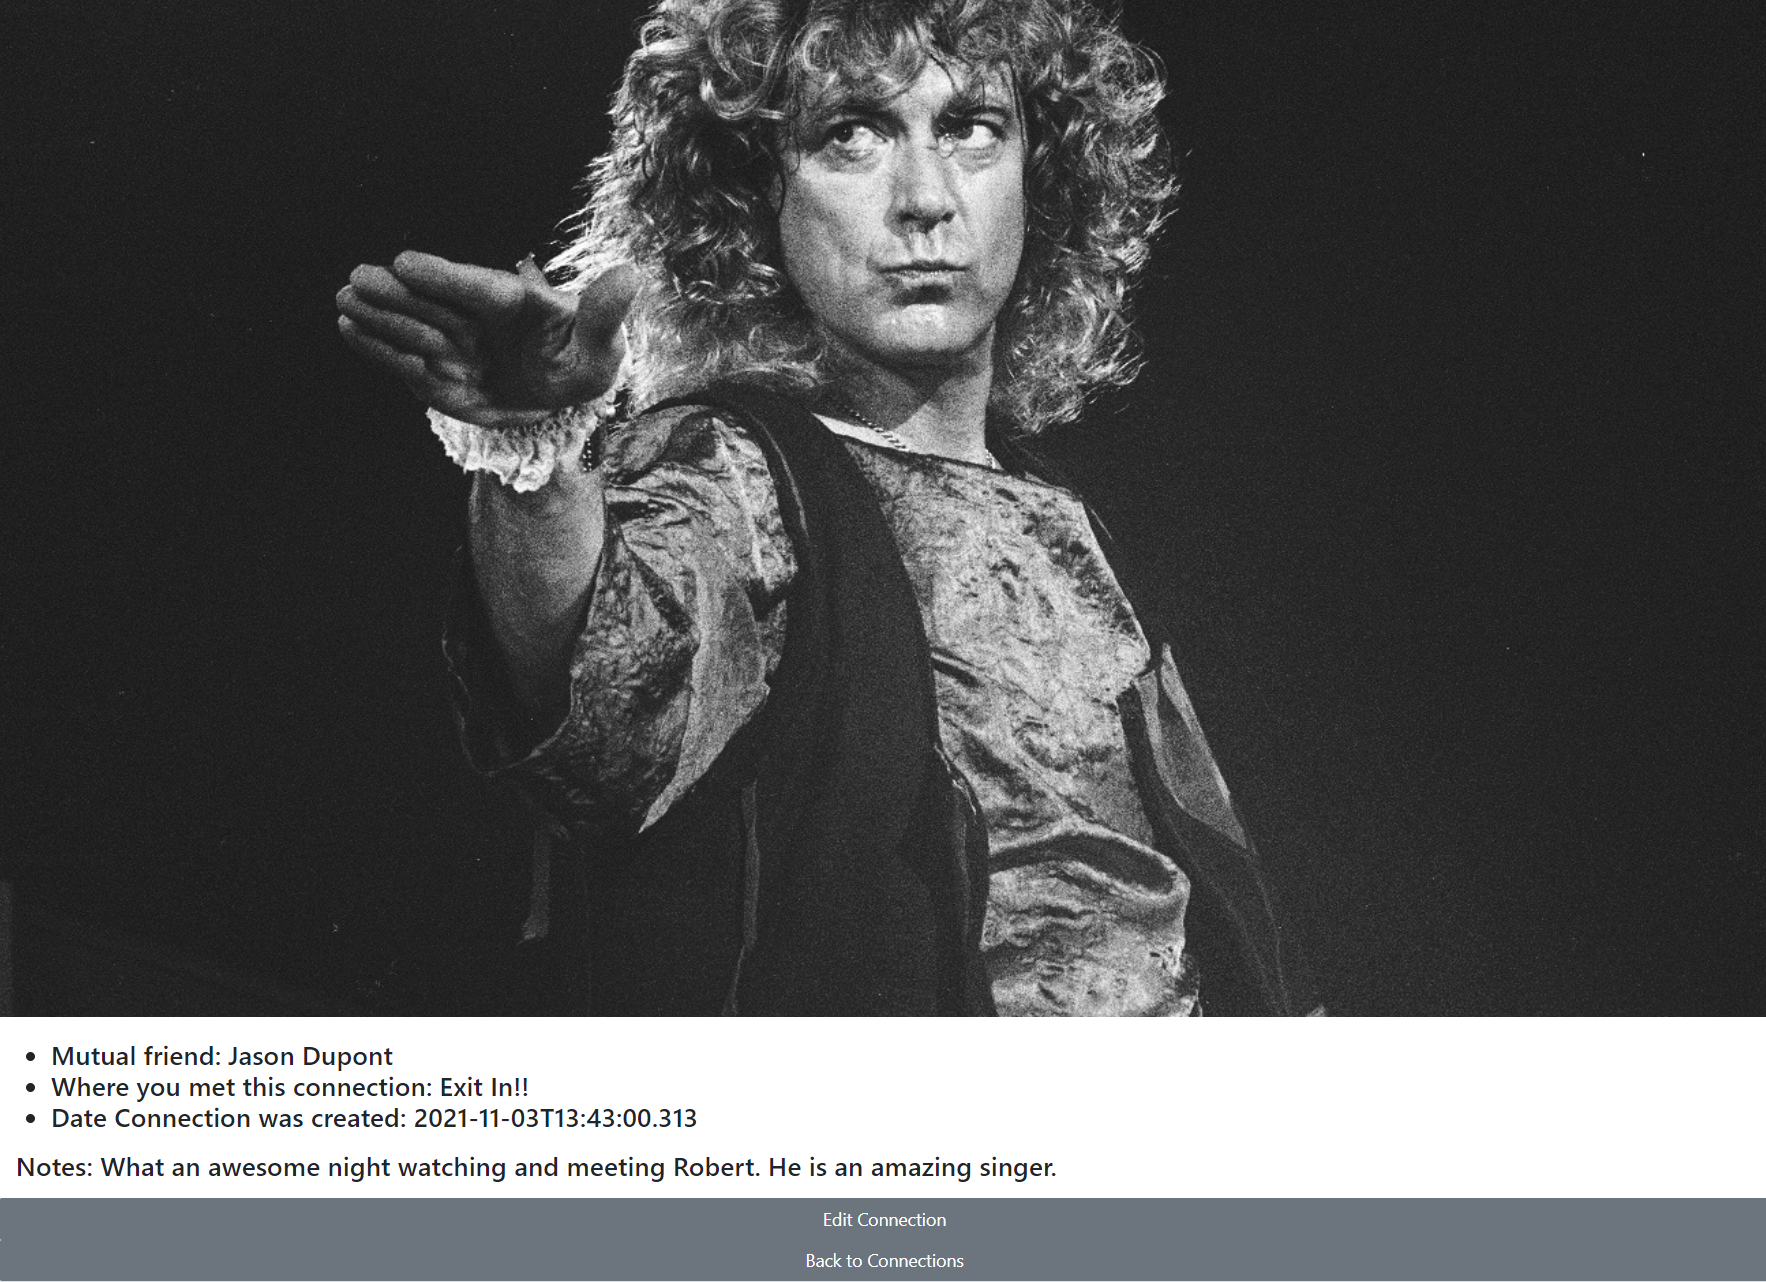 Mutual friend: Jason Dupont
Where you met this connection: Exit In!!
Date Connection was created: 2021-11-03T13:43:00.313
Notes: What an awesome night watching and meeting Robert. He is an amazing singer.
Edit Connection
Back to Connections